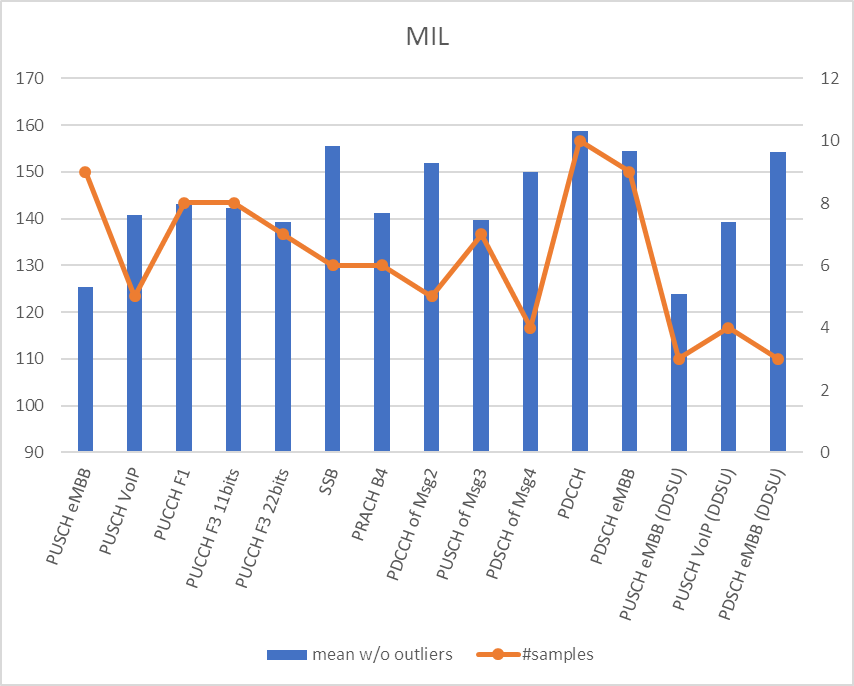 MIL
170
160
150
140
130
120
110
100
90
12
10
8
6
4
2
0
PUSCH eMBB
PUSCH VoIP
PUCCH F1
PUCCH F3 11bits
PUCCH F3 22bits
SSB
PRACH B4
PDCCH of Msg2
PUSCH of Msg3
PDSCH of Msg4
PDCCH
PDSCH eMBB
PUSCH eMBB (DDSU)
PUSCH VoIP (DDSU)
PDSCH eMBB (DDSU)
mean w/o outliers
#samples